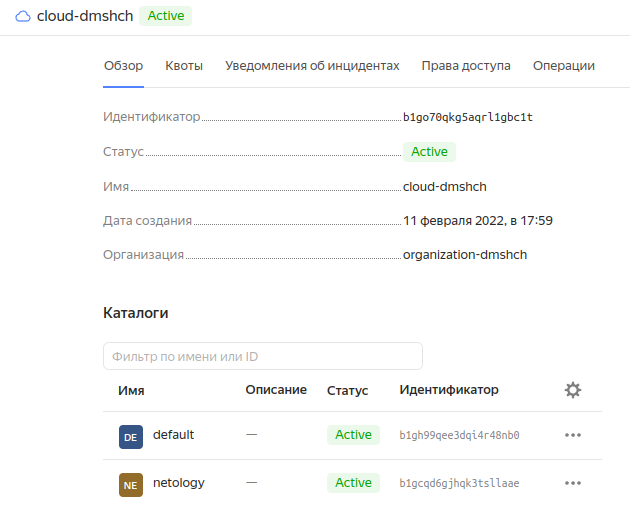 cloud-dmshch Active
Обзор Квоты Уведомления об инцидентах Права доступа Операции
Идентификатор b1go70qkg5aqrl1gbc1t
Статус Active
Имя cloud-dmshch
Дата создания 11 февраля 2022, в 17:59
Организация organization-dmshch
Каталоги
Фильтр по имени или ID
Имя Описание Статус Идентификатор
DE default — Active b1gh99qee3dqi4r48nb0
NE netology — Active b1gcqd6gjhqk3tsllaae